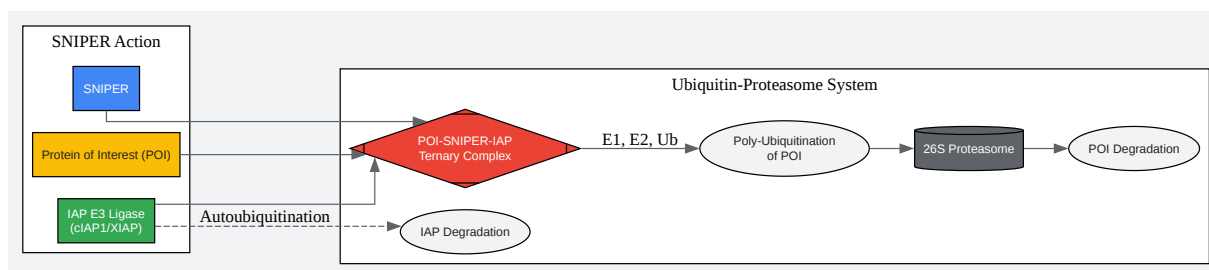 SNIPER Action
SNIPER
Protein of Interest (POI)
IAP E3 Ligase
(cIAP1/XIAP)
Autoubiquitination
Ubiquitin-Proteasome System
POI-SNIPER-IAP
Ternary Complex
E1, E2, Ub
Poly-Ubiquitination
of POI
26S Proteasome
POI Degradation
IAP Degradation